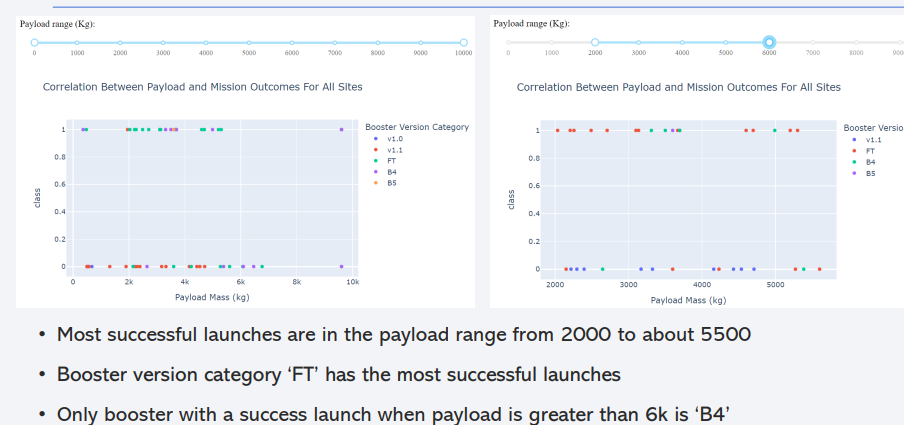 Payload range (Kg):
0 1000 2000 3000 4000 5000 6000 7000 8000 9000 10000
Correlation Between Payload and Mission Outcomes For All Sites
Booster Version Category
v1.0
v1.1
FT
B4
B5
1
0.8
0.6
0.4
0.2
0
class
0 2k 4k 6k 8k 10k
Payload Mass (kg)
Payload range (Kg):
0 1000 2000 3000 4000 5000 6000 7000 8000
Correlation Between Payload and Mission Outcomes For All Sites
Booster
v1.1
FT
B4
B5
1
0.8
0.6
0.4
0.2
0
class
2000 3000 4000 5000
Payload Mass (kg)
• Most successful launches are in the payload range from 2000 to about 5500
• Booster version category ‘FT’ has the most successful launches
• Only booster with a success launch when payload is greater than 6k is ‘B4’